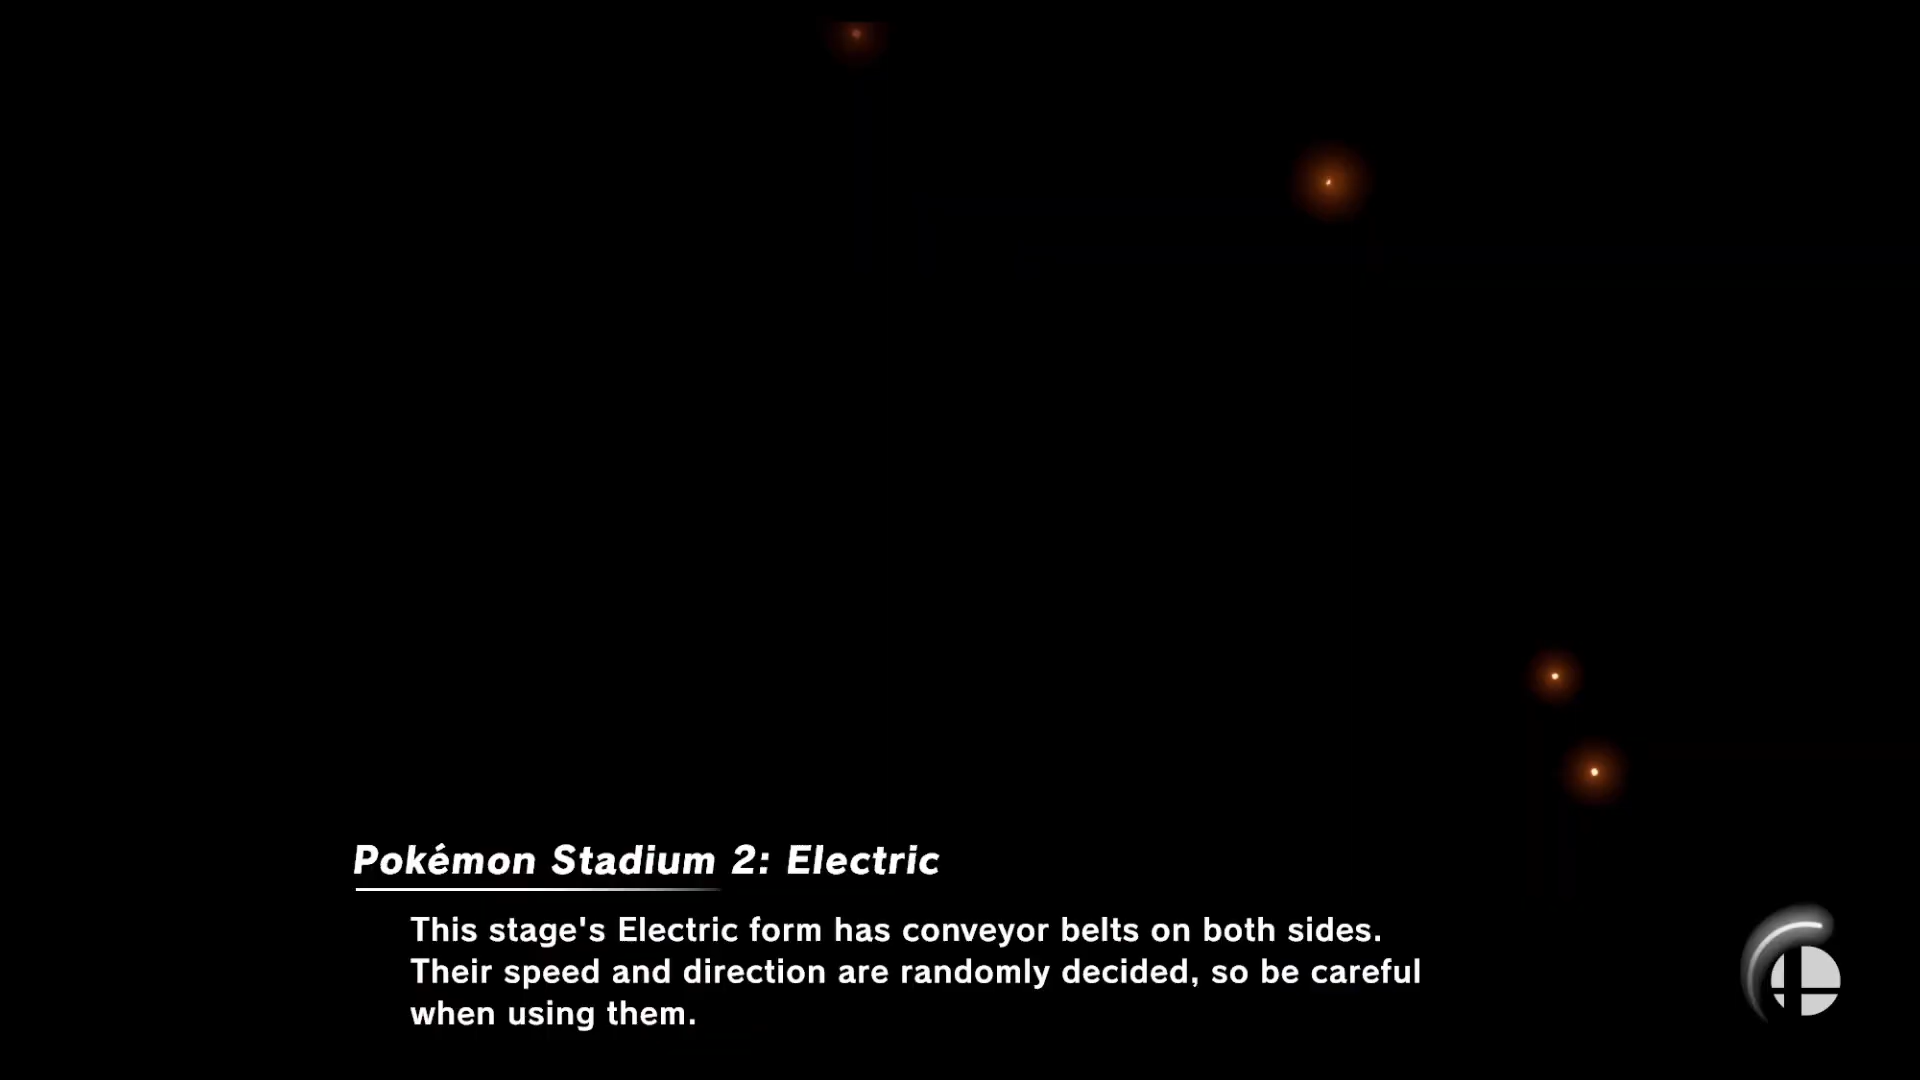 Pokémon Stadium 2: Electric
This stage's Electric form has conveyor belts on both sides.
Their speed and direction are randomly decided, so be careful
when using them.